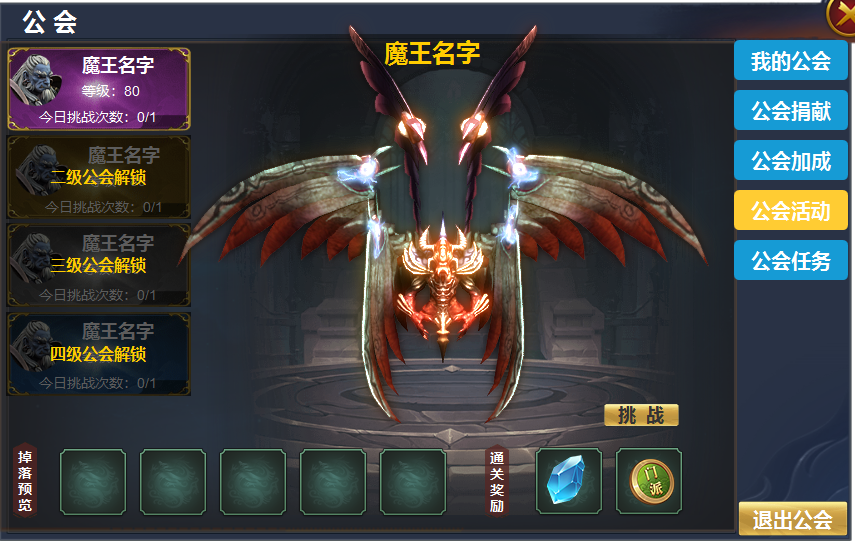 公会
魔王名字
等级：80
今日挑战次数：0/1
魔王名字
二级公会解锁
今日挑战次数：0/1
魔王名字
三级公会解锁
今日挑战次数：0/1
魔王名字
四级公会解锁
今日挑战次数：0/1
魔王名字
我的公会
公会捐献
公会加成
公会活动
公会任务
挑战
掉落预览
通关奖励
门派
退出公会